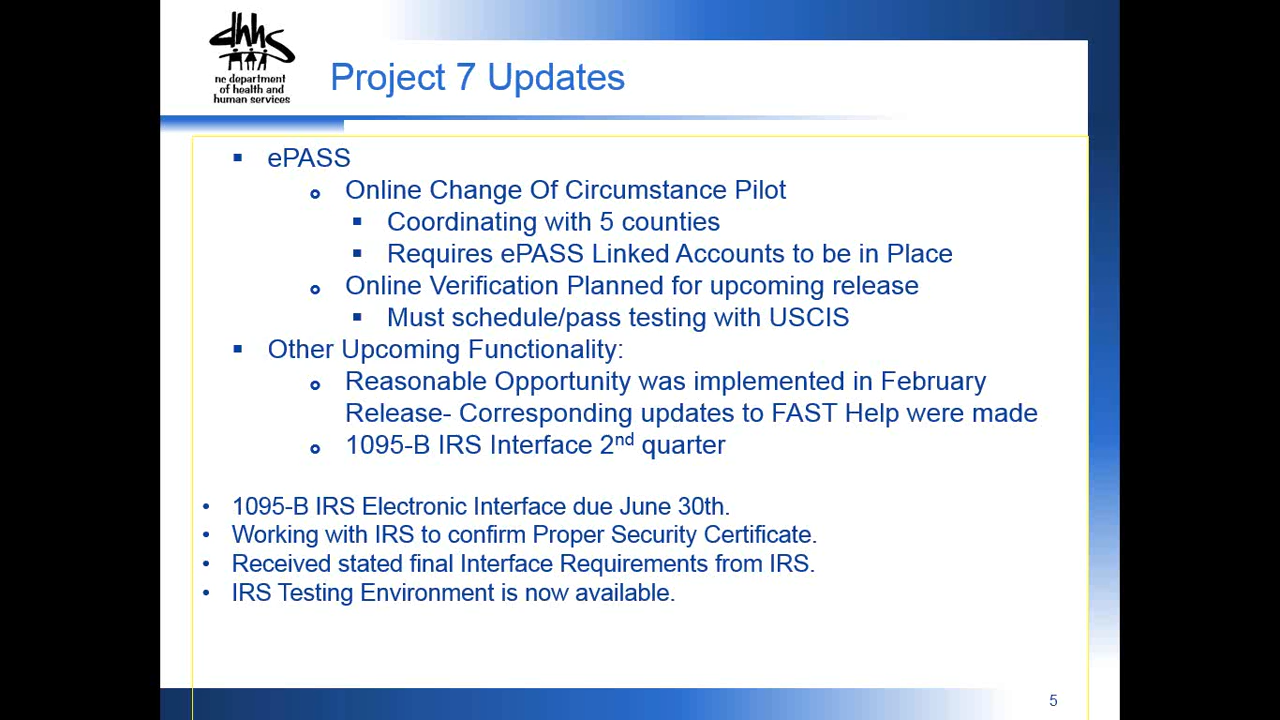 dhhs
nc department
of health and
human services
Project 7 Updates
▪ ePASS
o Online Change Of Circumstance Pilot
▪ Coordinating with 5 counties
▪ Requires ePASS Linked Accounts to be in Place
o Online Verification Planned for upcoming release
▪ Must schedule/pass testing with USCIS
▪ Other Upcoming Functionality:
o Reasonable Opportunity was implemented in February
Release- Corresponding updates to FAST Help were made
o 1095-B IRS Interface 2nd quarter
• 1095-B IRS Electronic Interface due June 30th.
• Working with IRS to confirm Proper Security Certificate.
• Received stated final Interface Requirements from IRS.
• IRS Testing Environment is now available.
5